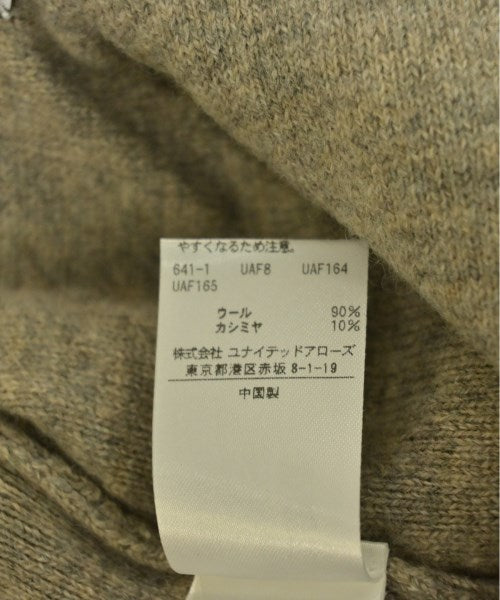 やすくなるため注意。
641-1 UAF8 UAF164
UAF165
ウール 90%
カシミヤ 10%
株式会社 ユナイテッドアローズ
東京都港区赤坂 8-1-19
中国製